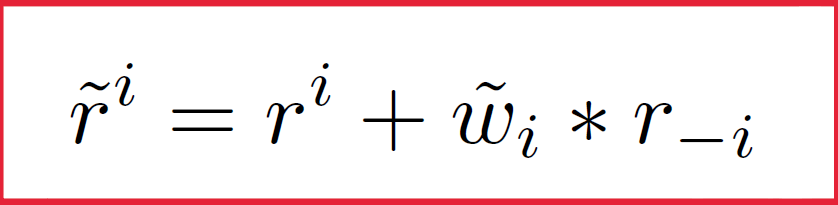 r̃^i = r^i + w̃_i * r_{-i}